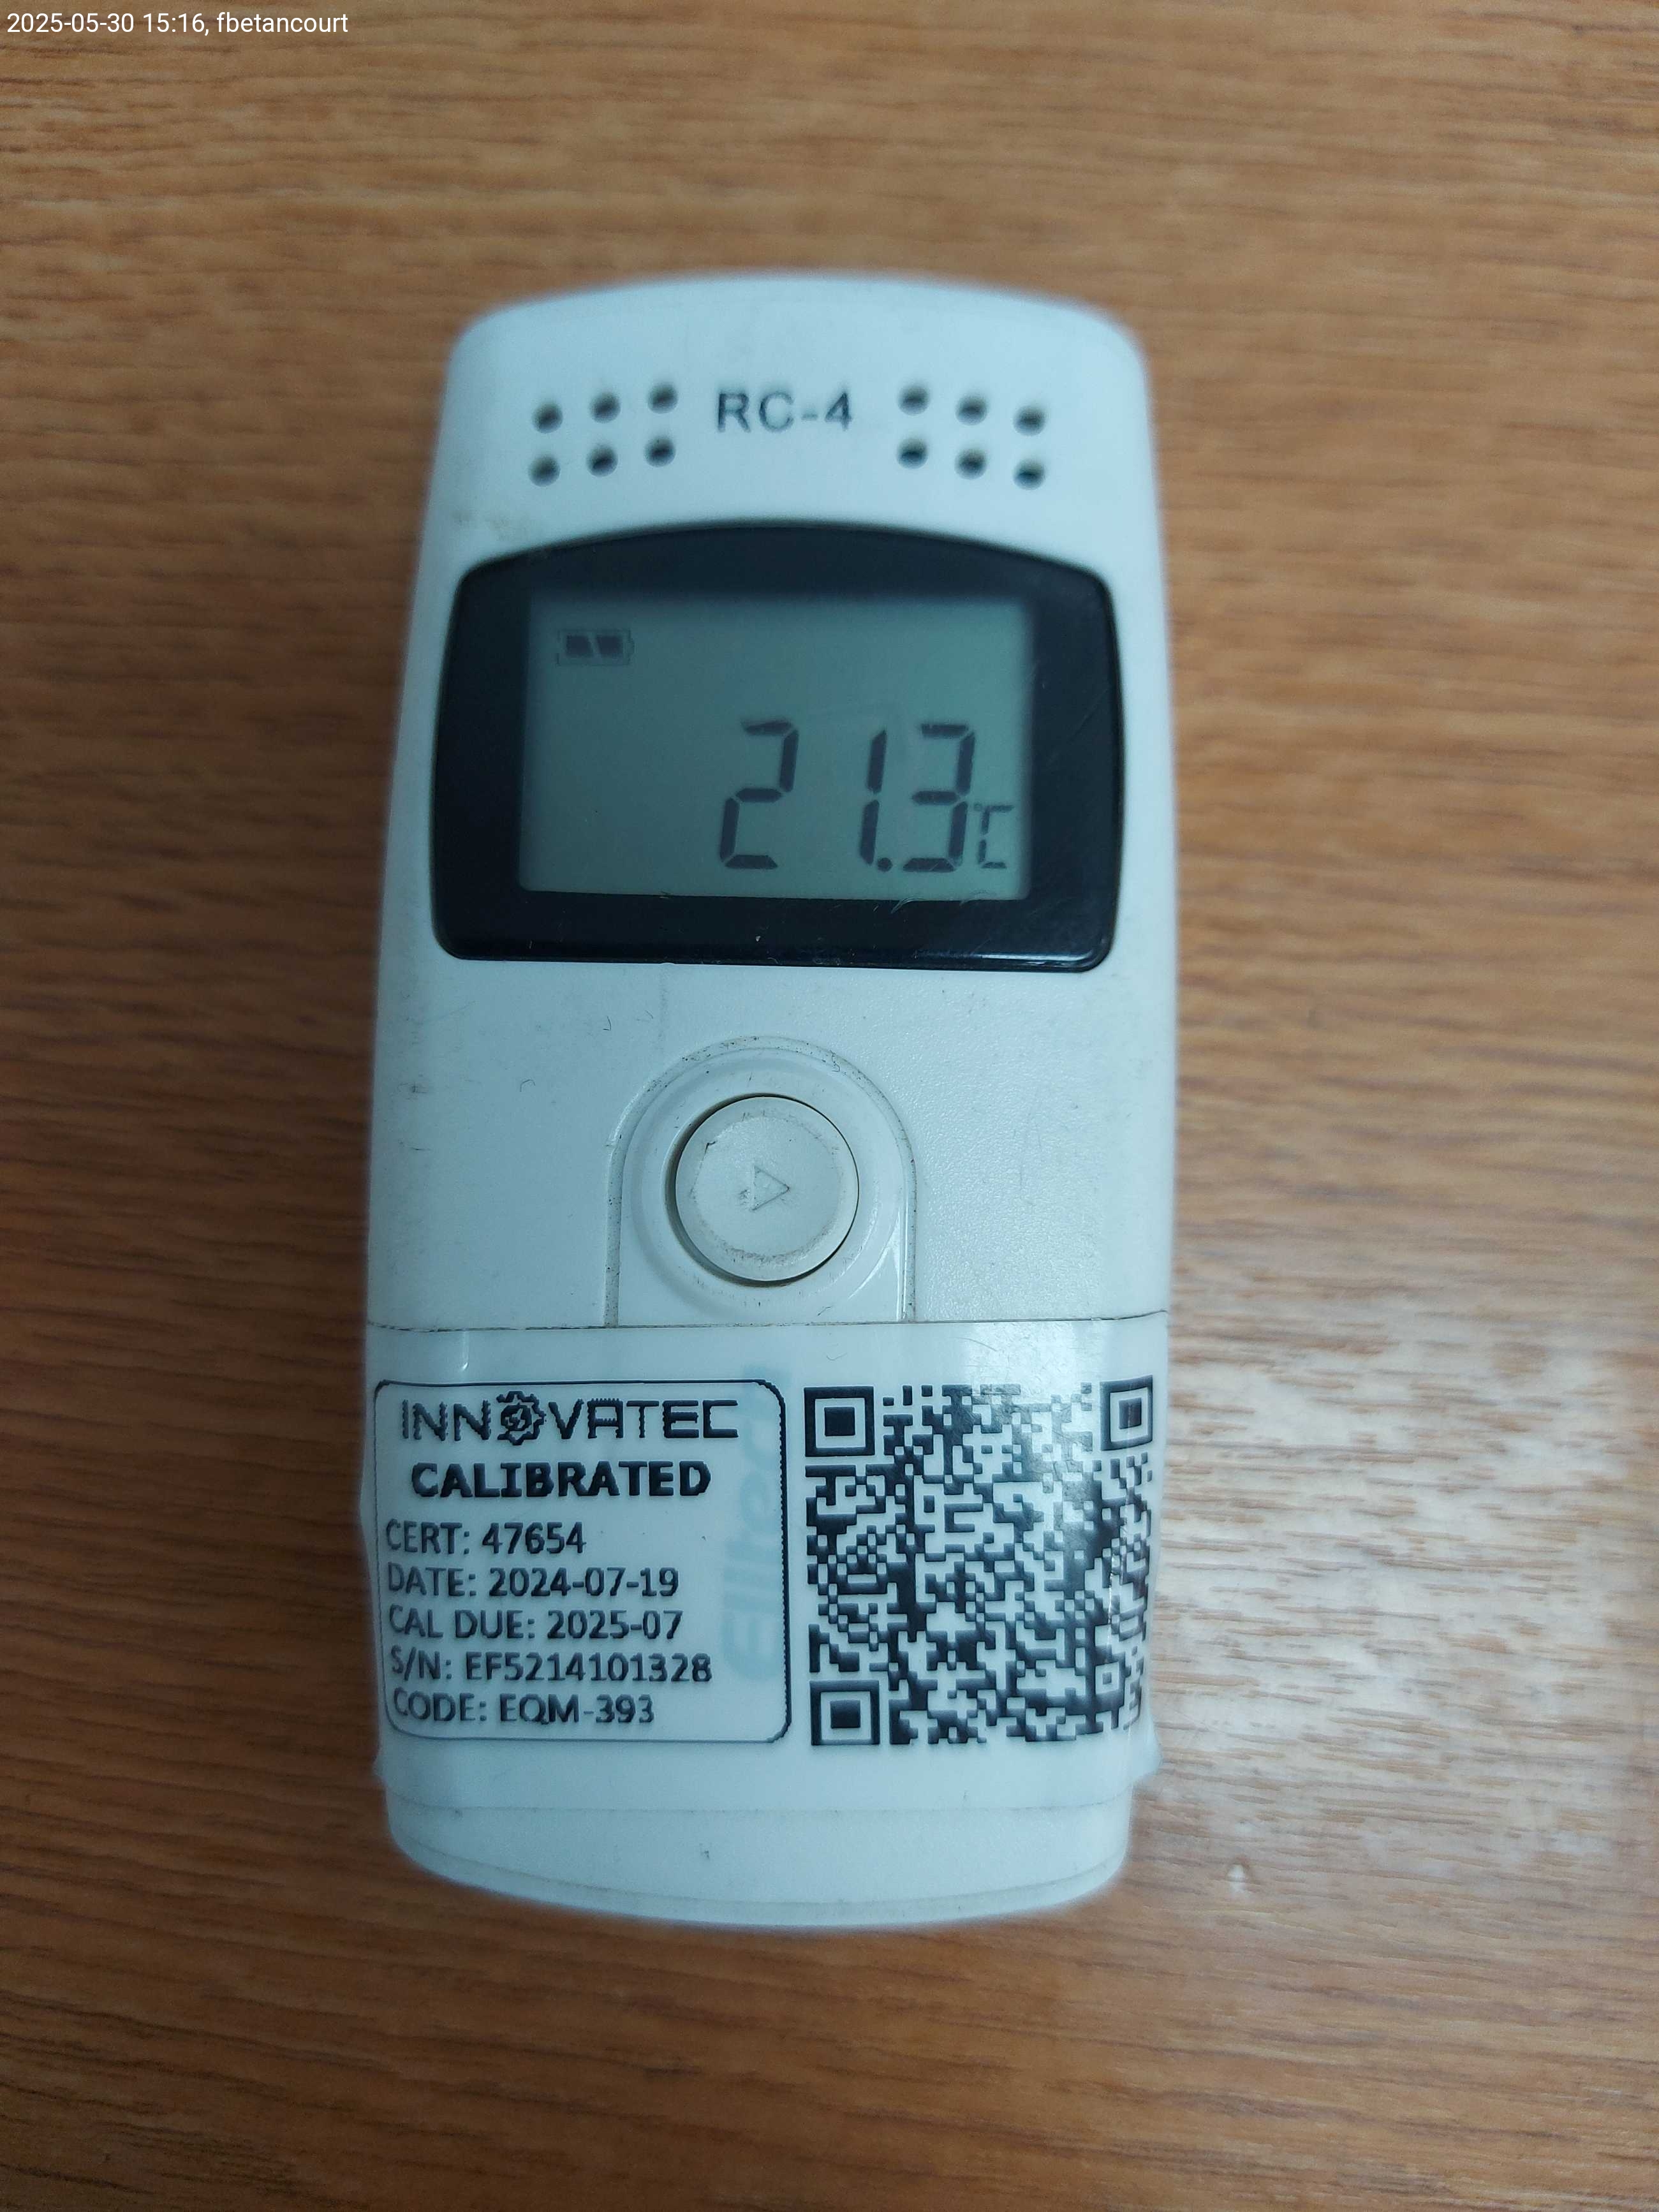 2025-05-30 15:16, fbetancourt
RC-4
21.3℃
INNOVATEC
CALIBRATED
CERT: 47654
DATE: 2024-07-19
CAL DUE: 2025-07
S/N: EF5214101328
CODE: EQM-393
Elitech